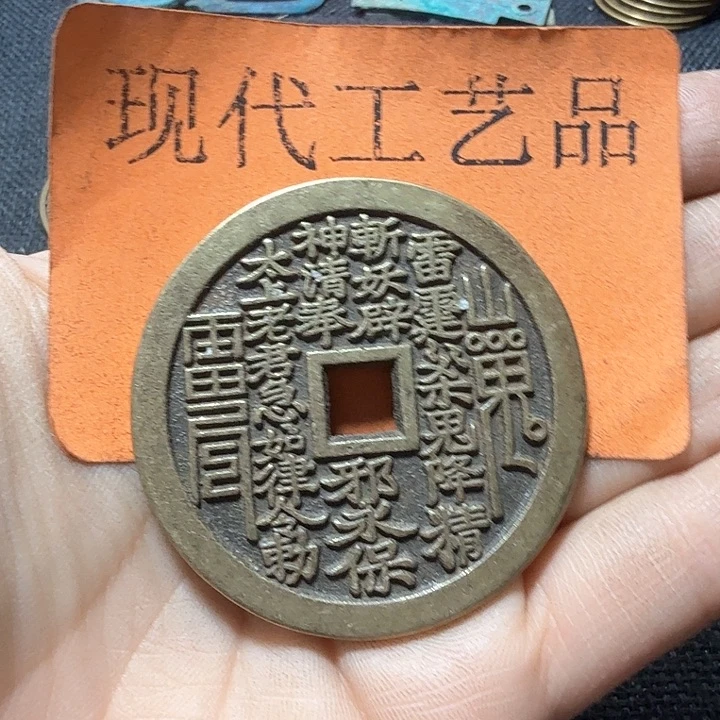 现代工艺品
雷霆殺鬼降精
斬妖辟邪永保
神清奉
太上老君急如律令勅